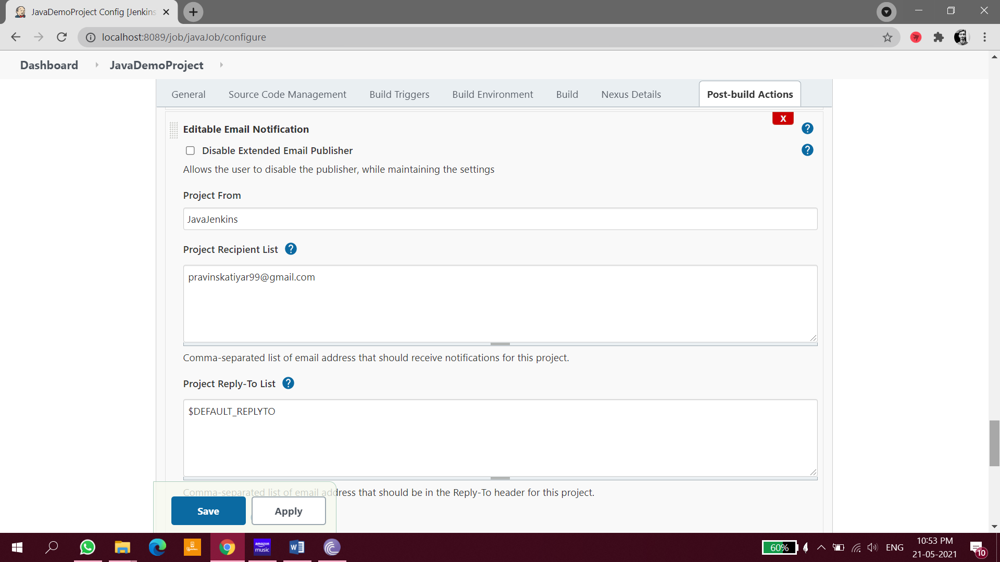 JavaDemoProject Config [Jenkins
localhost:8089/job/javaJob/configure
Dashboard JavaDemoProject
General Source Code Management Build Triggers Build Environment Build Nexus Details Post-build Actions
X
Editable Email Notification ?
Disable Extended Email Publisher ?
Allows the user to disable the publisher, while maintaining the settings
Project From
JavaJenkins
Project Recipient List ?
pravinskatiyar99@gmail.com
Comma-separated list of email address that should receive notifications for this project.
Project Reply-To List ?
$DEFAULT_REPLYTO
Comma-separated list of email address that should be in the Reply-To header for this project.
Save Apply
amazon
music
60% ENG
10:53 PM
21-05-2021
10